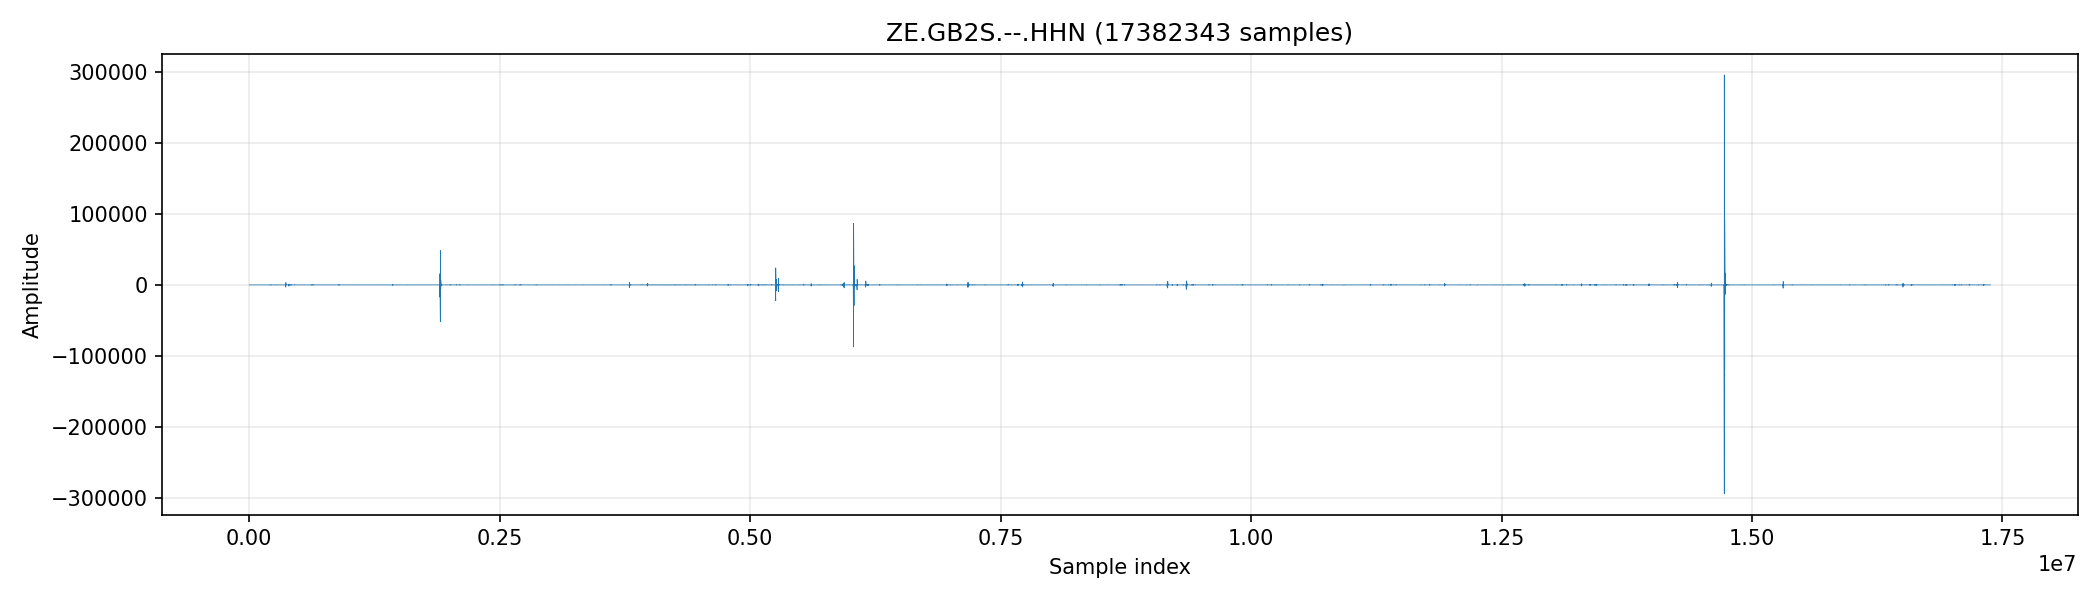 ZE.GB2S.--.HHN (17382343 samples)
300000
200000
100000
0
−100000
−200000
−300000
Amplitude
0.00 0.25 0.50 0.75 1.00 1.25 1.50 1.75
1e7
Sample index